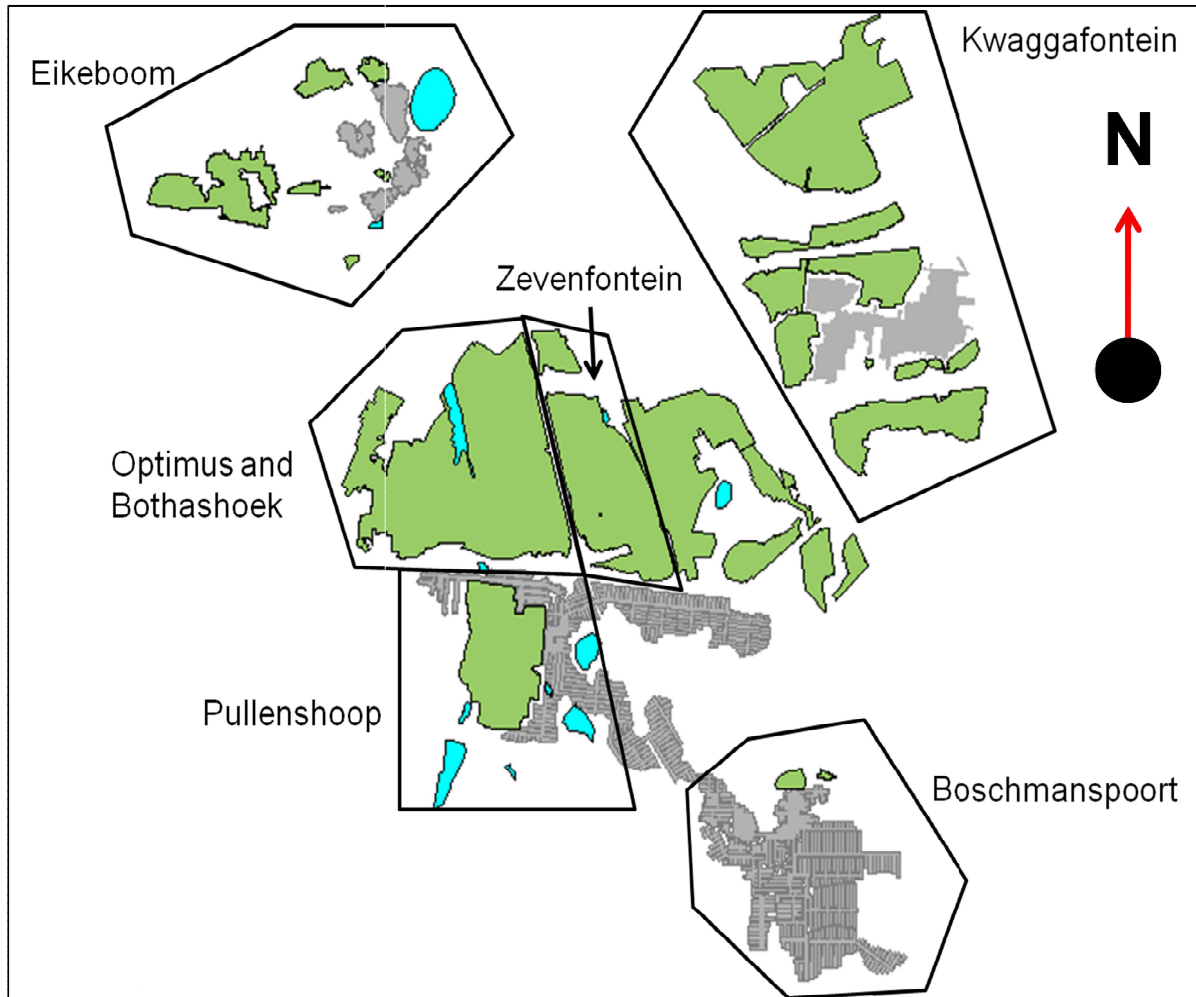 Eikeboom
Kwaggafontein
N
Zevenfontein
Optimus and
Bothashoek
Pullenshoop
Boschmanspoort